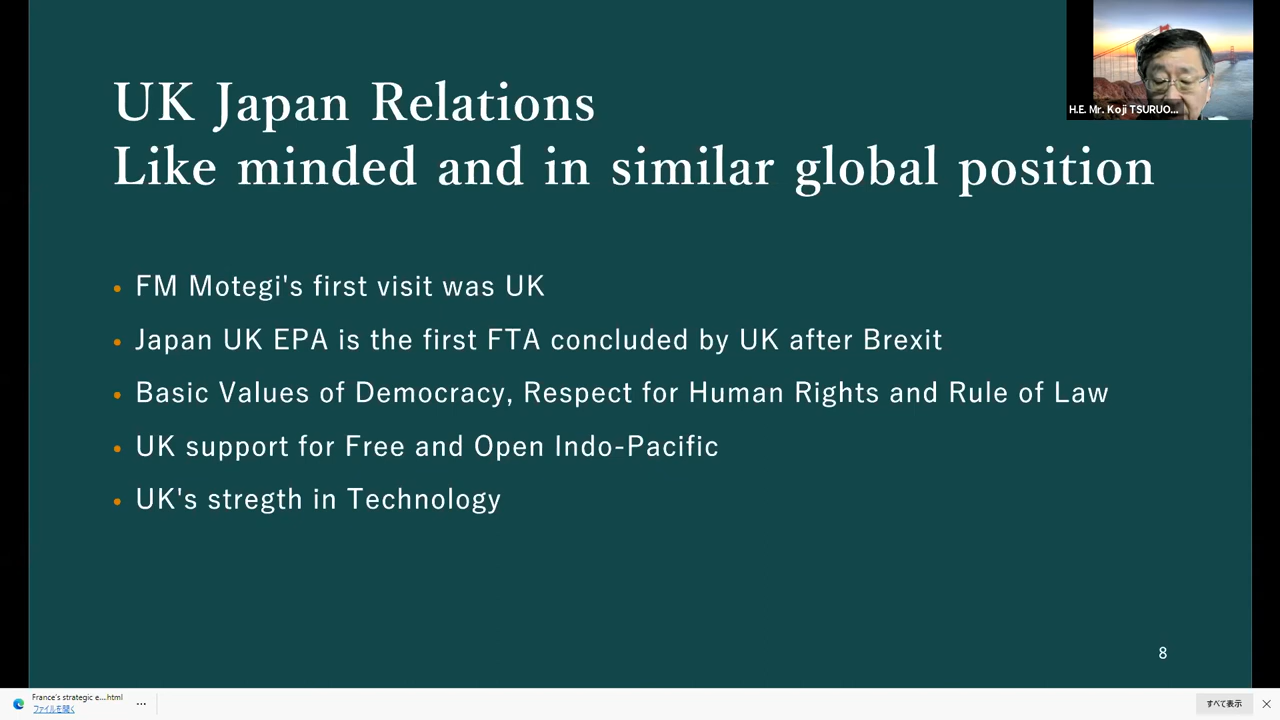 UK Japan Relations
Like minded and in similar global position
H.E. Mr. Koji TSURUO...
FM Motegi's first visit was UK
Japan UK EPA is the first FTA concluded by UK after Brexit
Basic Values of Democracy, Respect for Human Rights and Rule of Law
UK support for Free and Open Indo-Pacific
UK's stregth in Technology
8
France's strategic e....html
ファイルを開く
すべて表示